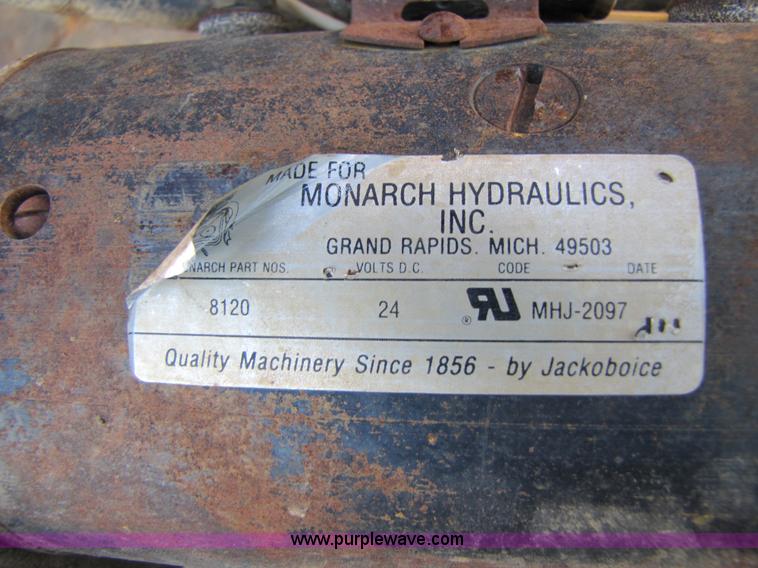 MADE FOR
MONARCH HYDRAULICS,
INC.
GRAND RAPIDS. MICH. 49503
NARCH PART NOS. VOLTS D.C. CODE DATE
8120 24 ® RU MHJ-2097
Quality Machinery Since 1856 - by Jackoboice
www.purplewave.com